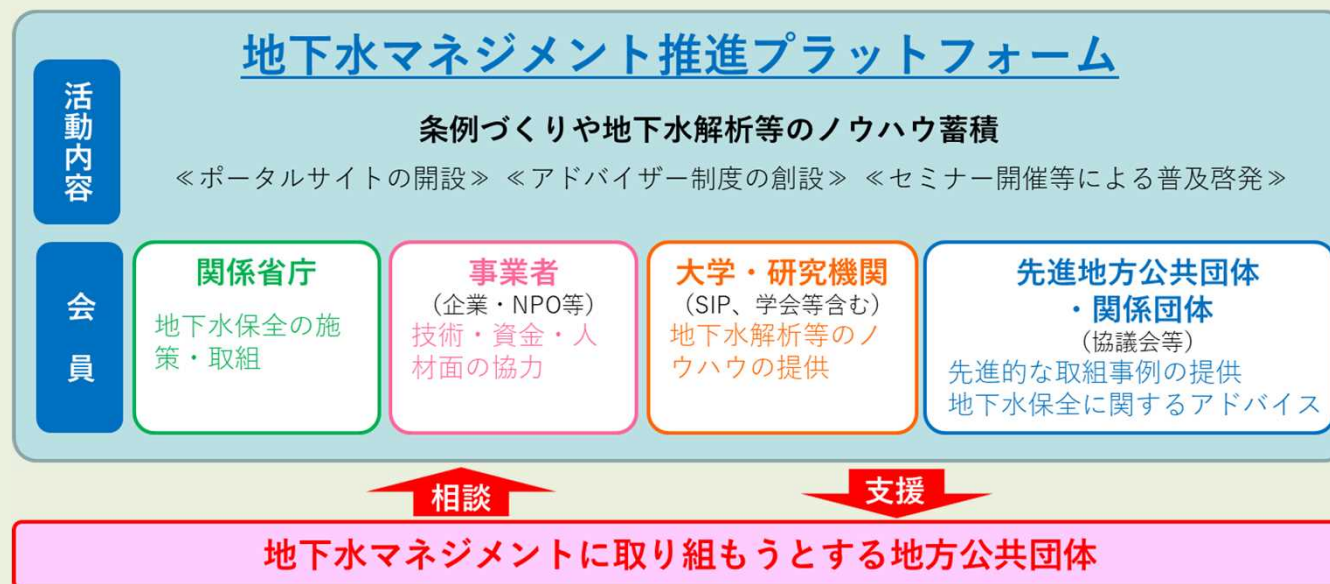 地下水マネジメント推進プラットフォーム
活動内容
条例づくりや地下水解析等のノウハウ蓄積
≪ポータルサイトの開設≫ ≪アドバイザー制度の創設≫ ≪セミナー開催等による普及啓発≫
会員
関係省庁
地下水保全の施
策・取組
事業者
（企業・NPO等）
技術・資金・人
材面の協力
大学・研究機関
（SIP、学会等含む）
地下水解析等のノ
ウハウの提供
先進地方公共団体
・関係団体
（協議会等）
先進的な取組事例の提供
地下水保全に関するアドバイス
相談
支援
地下水マネジメントに取り組もうとする地方公共団体